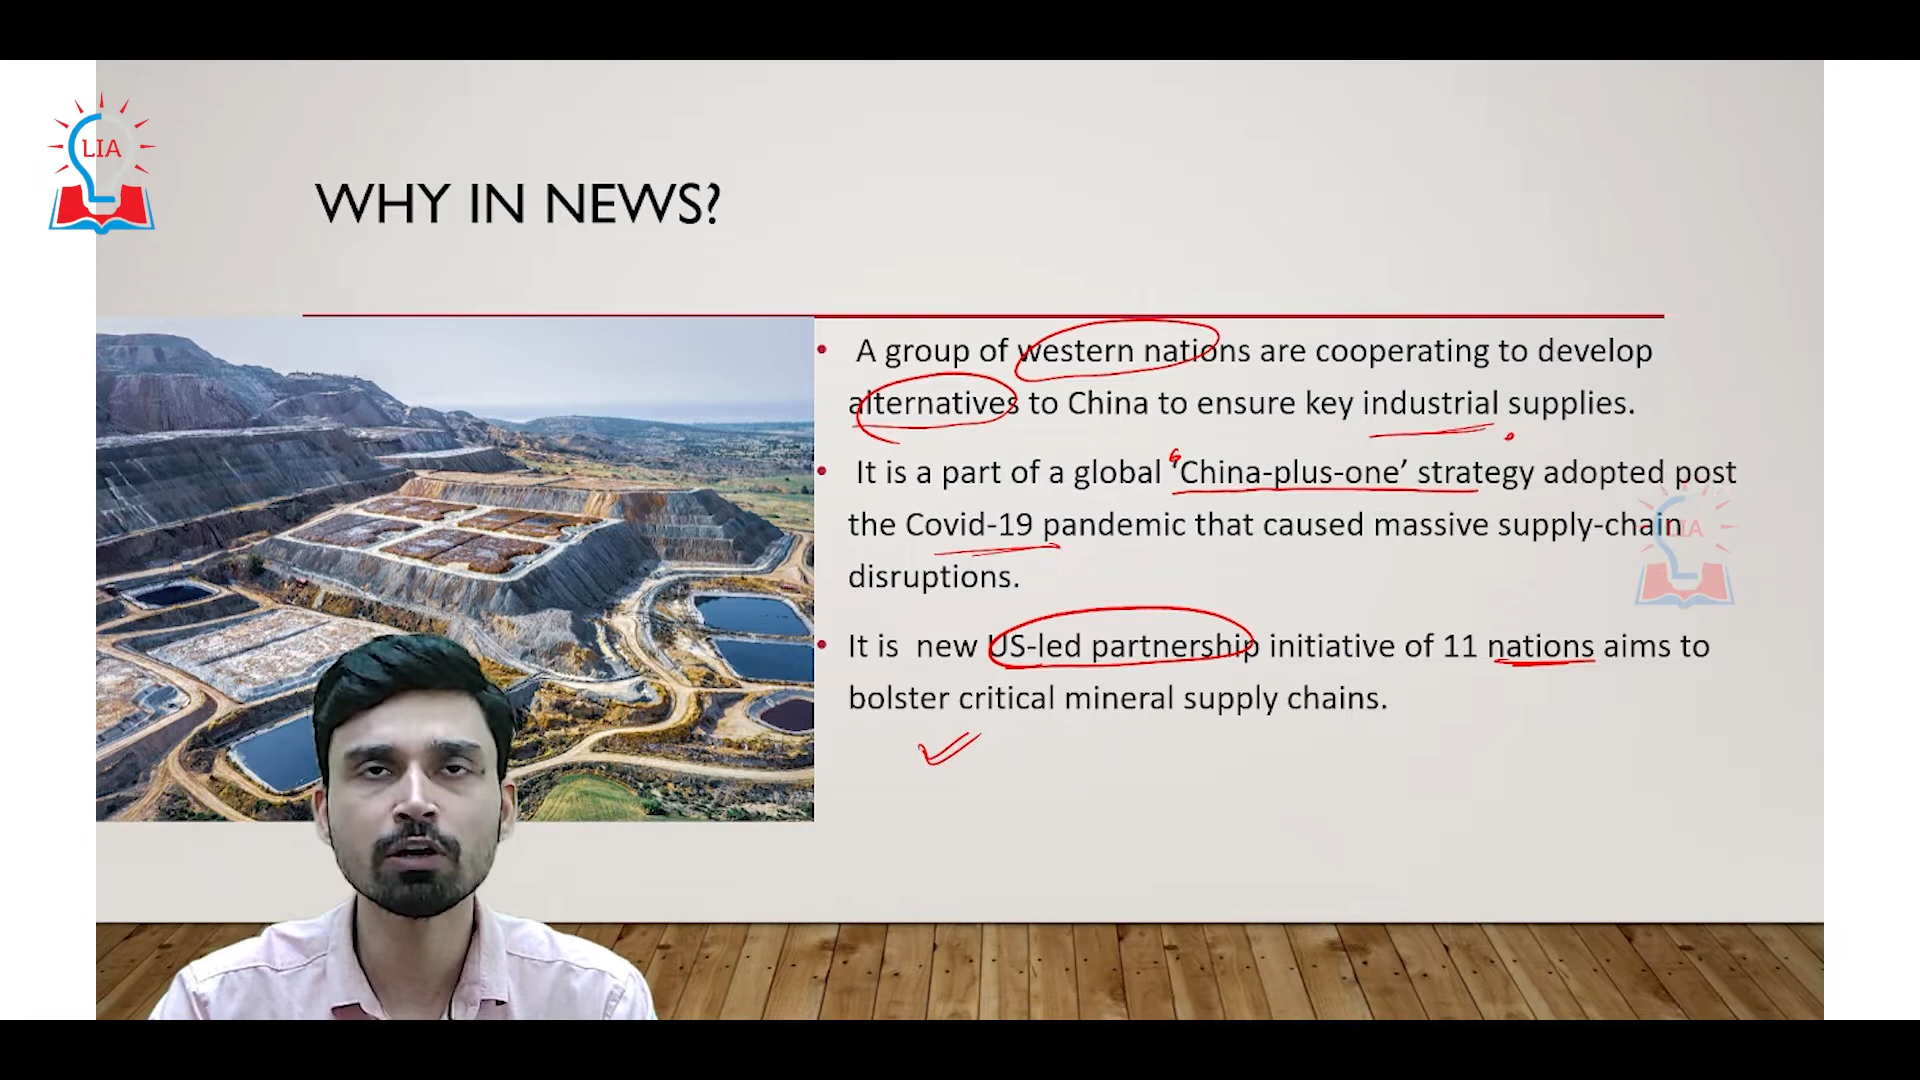 LIA
WHY IN NEWS?
• A group of western nations are cooperating to develop
alternatives to China to ensure key industrial supplies.
• It is a part of a global ‘China-plus-one’ strategy adopted post
the Covid-19 pandemic that caused massive supply-chain
LIA
disruptions.
• It is new US-led partnership initiative of 11 nations aims to
bolster critical mineral supply chains.